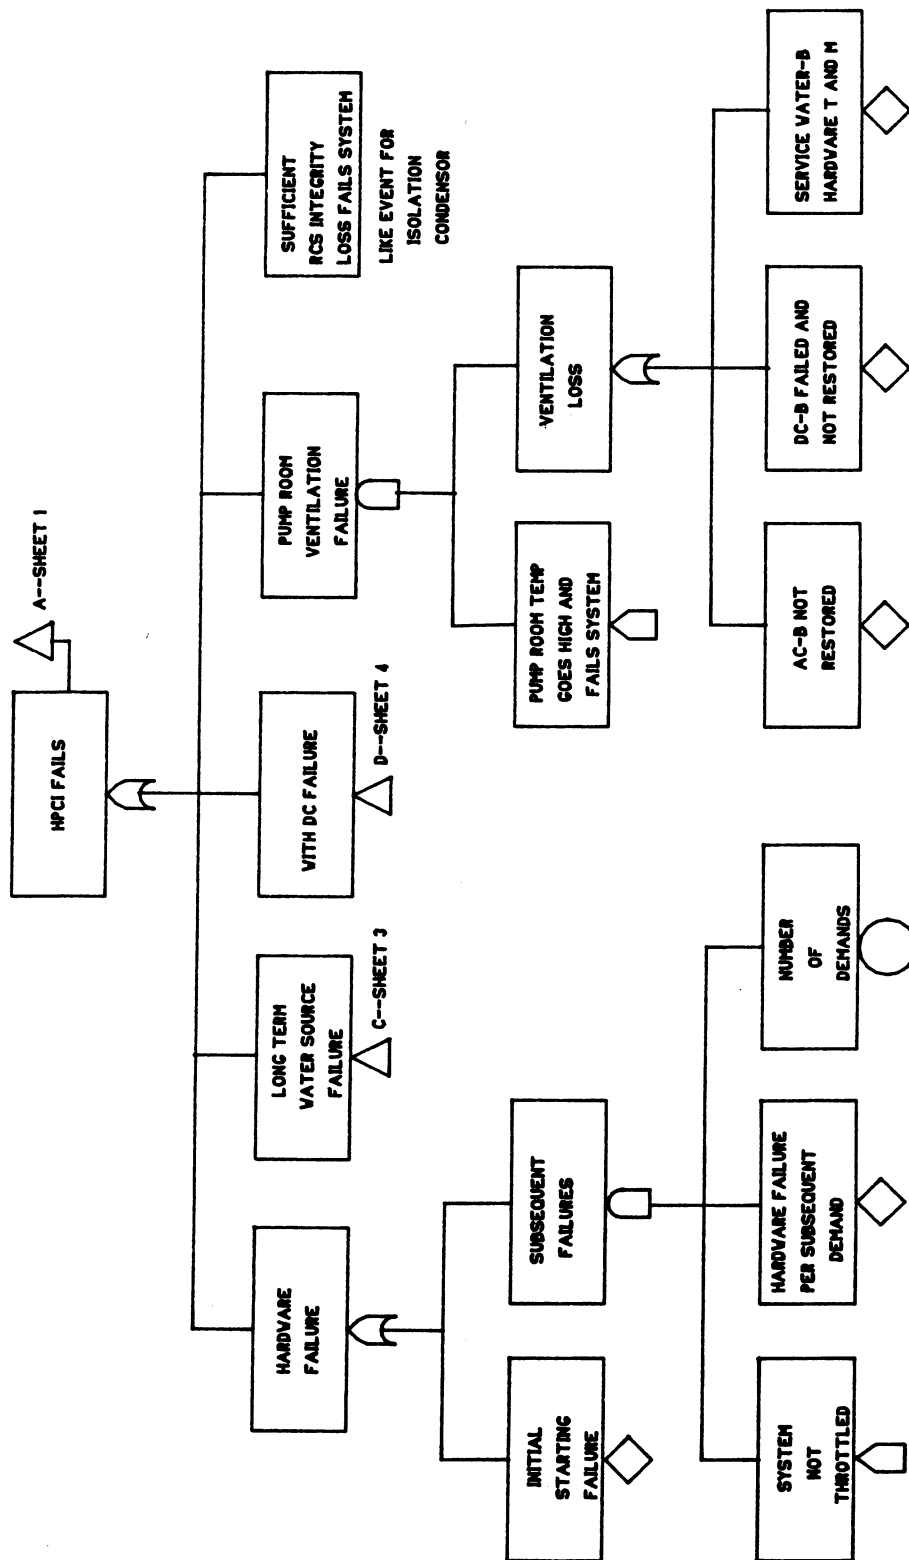 A--SHEET 1
HPCI FAILS
HARDWARE
FAILURE
LONG TERM
WATER SOURCE
FAILURE
C--SHEET 3
WITH DC FAILURE
D--SHEET 4
PUMP ROOM
VENTILATION
FAILURE
SUFFICIENT
RCS INTEGRITY
LOSS FAILS SYSTEM
LIKE EVENT FOR
ISOLATION
CONDENSOR
INITIAL
STARTING
FAILURE
SUBSEQUENT
FAILURES
PUMP ROOM TEMP
GOES HIGH AND
FAILS SYSTEM
VENTILATION
LOSS
SYSTEM
NOT
THROTTLED
HARDWARE FAILURE
PER SUBSEQUENT
DEMAND
NUMBER
OF
DEMANDS
AC-B NOT
RESTORED
DC-B FAILED AND
NOT RESTORED
SERVICE WATER-B
HARDWARE T AND M